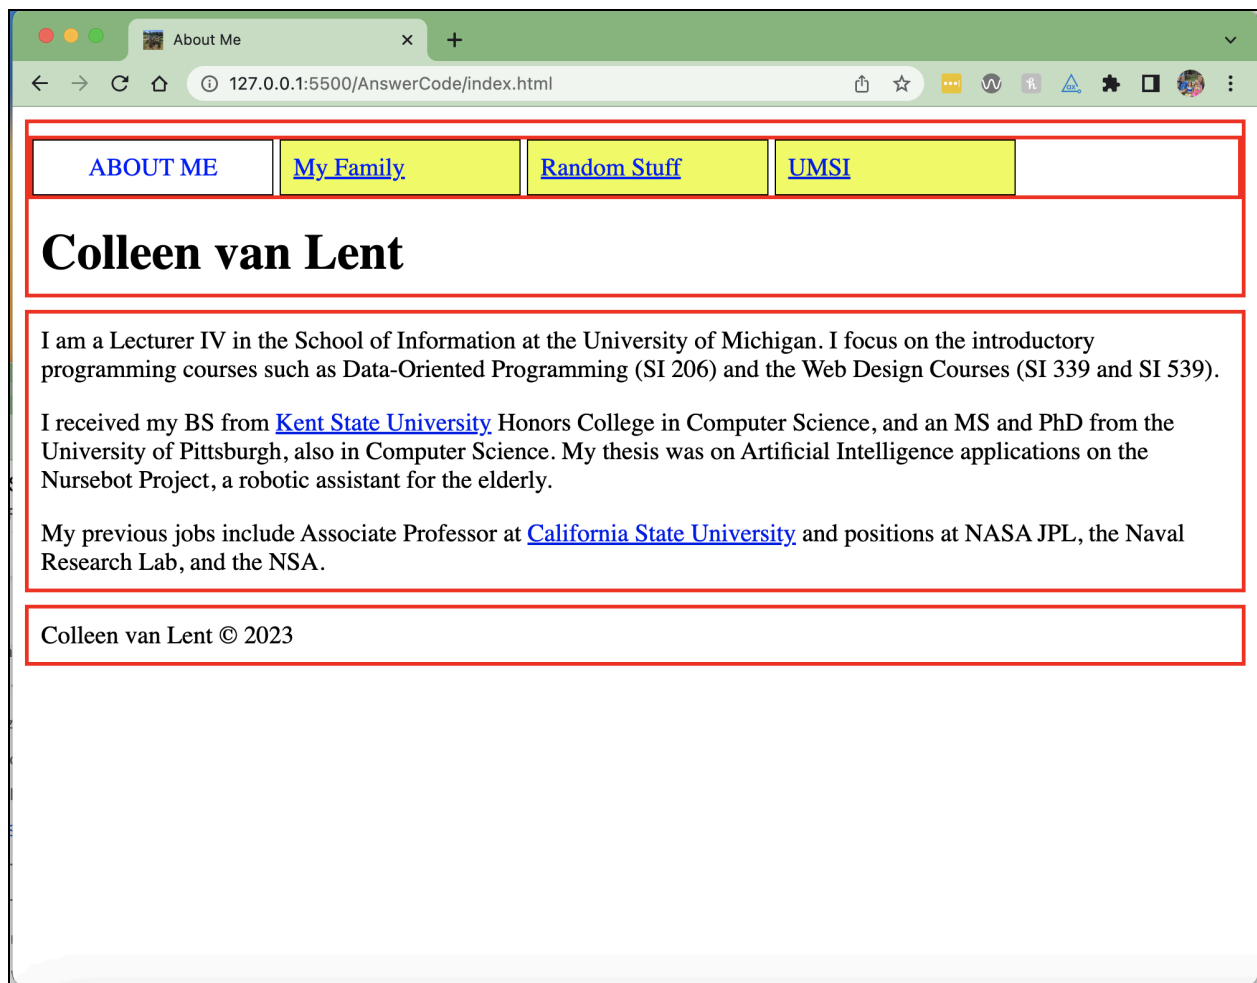 About Me
127.0.0.1:5500/AnswerCode/index.html
ABOUT ME My Family Random Stuff UMSI
Colleen van Lent
I am a Lecturer IV in the School of Information at the University of Michigan. I focus on the introductory
programming courses such as Data-Oriented Programming (SI 206) and the Web Design Courses (SI 339 and SI 539).
I received my BS from Kent State University Honors College in Computer Science, and an MS and PhD from the
University of Pittsburgh, also in Computer Science. My thesis was on Artificial Intelligence applications on the
Nursebot Project, a robotic assistant for the elderly.
My previous jobs include Associate Professor at California State University and positions at NASA JPL, the Naval
Research Lab, and the NSA.
Colleen van Lent © 2023